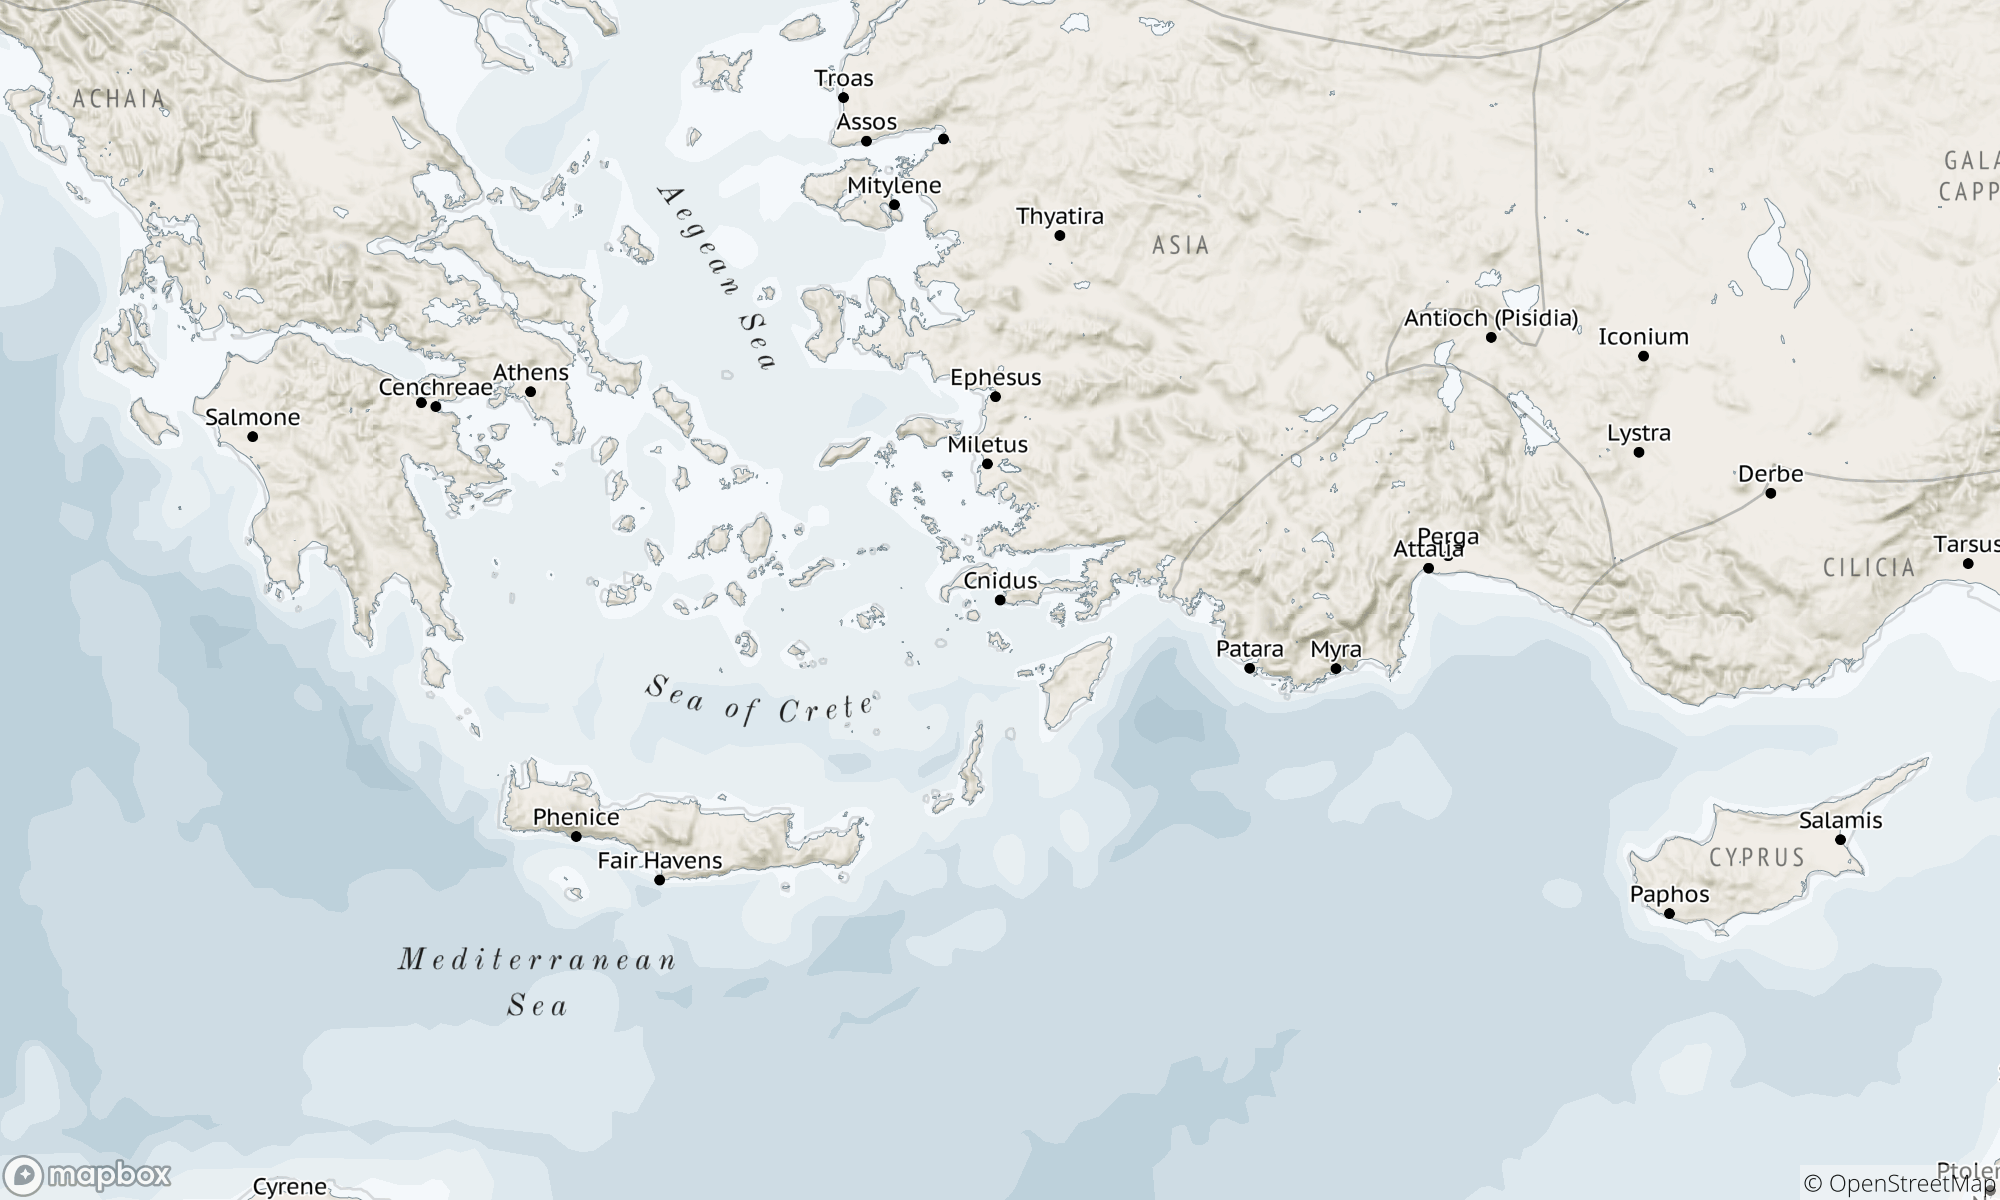 Troas
ACHAIA
Assos
GALA
Mitylene
CAPP
Thyatira
ASIA
Aegean Sea
Antioch (Pisidia)
Iconium
Athens
Ephesus
Cenchreae
Salmone
Lystra
Miletus
Derbe
Perga
Attalia
Tarsus
CILICIA
Cnidus
Patara
Myra
Sea of Crete
Phenice
Salamis
Fair Havens
CYPRUS
Paphos
Mediterranean
Sea
Ptolem
mapbox
Cyrene
© OpenStreetMap